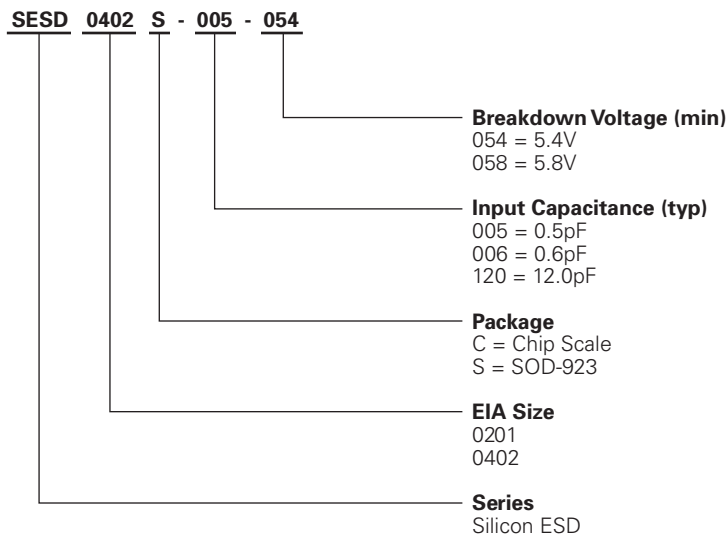 SESD 0402 S - 005 - 054
Breakdown Voltage (min)
054 = 5.4V
058 = 5.8V
Input Capacitance (typ)
005 = 0.5pF
006 = 0.6pF
120 = 12.0pF
Package
C = Chip Scale
S = SOD-923
EIA Size
0201
0402
Series
Silicon ESD